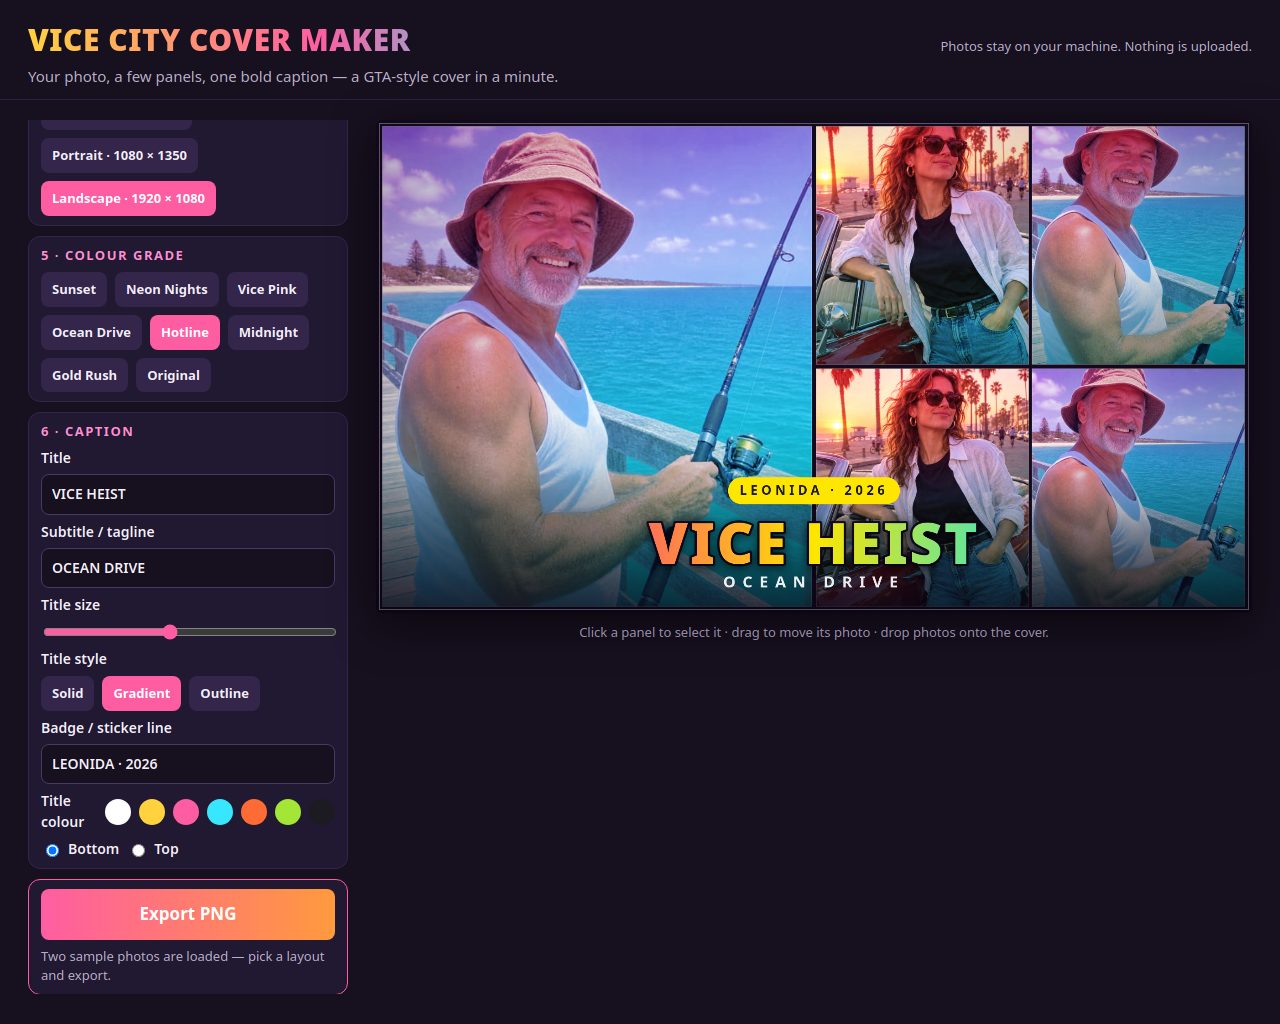 VICE CITY COVER MAKER
Your photo, a few panels, one bold caption — a GTA-style cover in a minute.
Photos stay on your machine. Nothing is uploaded.
Portrait · 1080 × 1350
Landscape · 1920 × 1080
5 · COLOUR GRADE
Sunset
Neon Nights
Vice Pink
Ocean Drive
Hotline
Midnight
Gold Rush
Original
6 · CAPTION
Title
VICE HEIST
Subtitle / tagline
OCEAN DRIVE
Title size
Title style
Solid
Gradient
Outline
Badge / sticker line
LEONIDA · 2026
Title
colour
Bottom
Top
Export PNG
Two sample photos are loaded — pick a layout
and export.
LEONIDA · 2026
VICE HEIST
OCEAN DRIVE
Click a panel to select it · drag to move its photo · drop photos onto the cover.